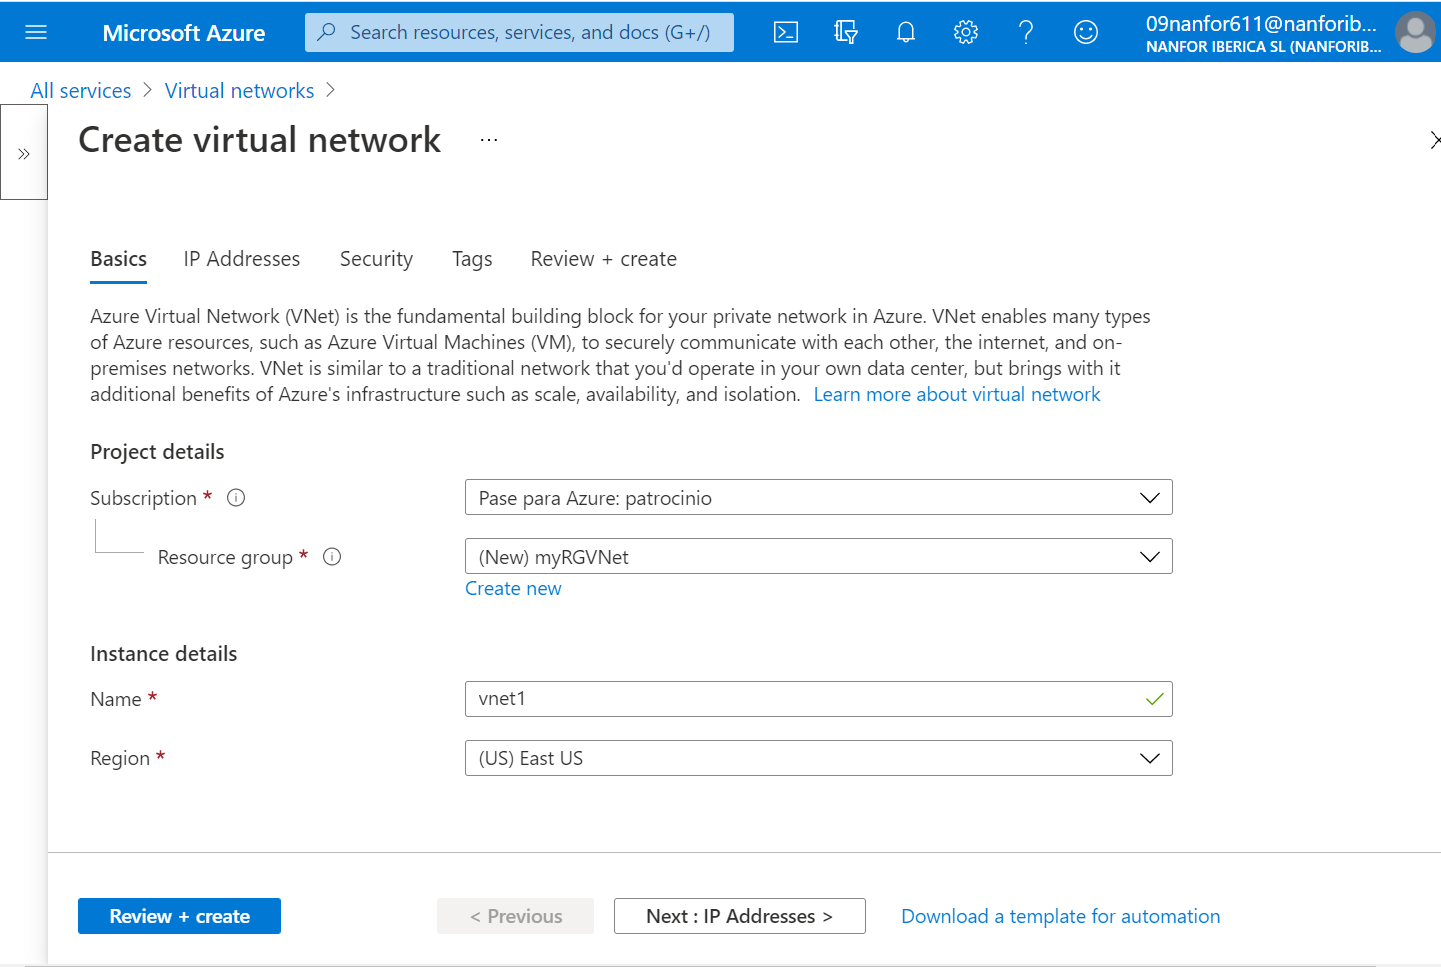 Microsoft Azure
Search resources, services, and docs (G+/)
09nanfor611@nanforib...
NANFOR IBERICA SL (NANFORIB...
All services > Virtual networks >
Create virtual network ...
Basics IP Addresses Security Tags Review + create
Azure Virtual Network (VNet) is the fundamental building block for your private network in Azure. VNet enables many types
of Azure resources, such as Azure Virtual Machines (VM), to securely communicate with each other, the internet, and on-
premises networks. VNet is similar to a traditional network that you'd operate in your own data center, but brings with it
additional benefits of Azure's infrastructure such as scale, availability, and isolation. Learn more about virtual network
Project details
Subscription * Pase para Azure: patrocinio
Resource group * (New) myRGVNet
Create new
Instance details
Name * vnet1
Region * (US) East US
Review + create < Previous Next : IP Addresses > Download a template for automation